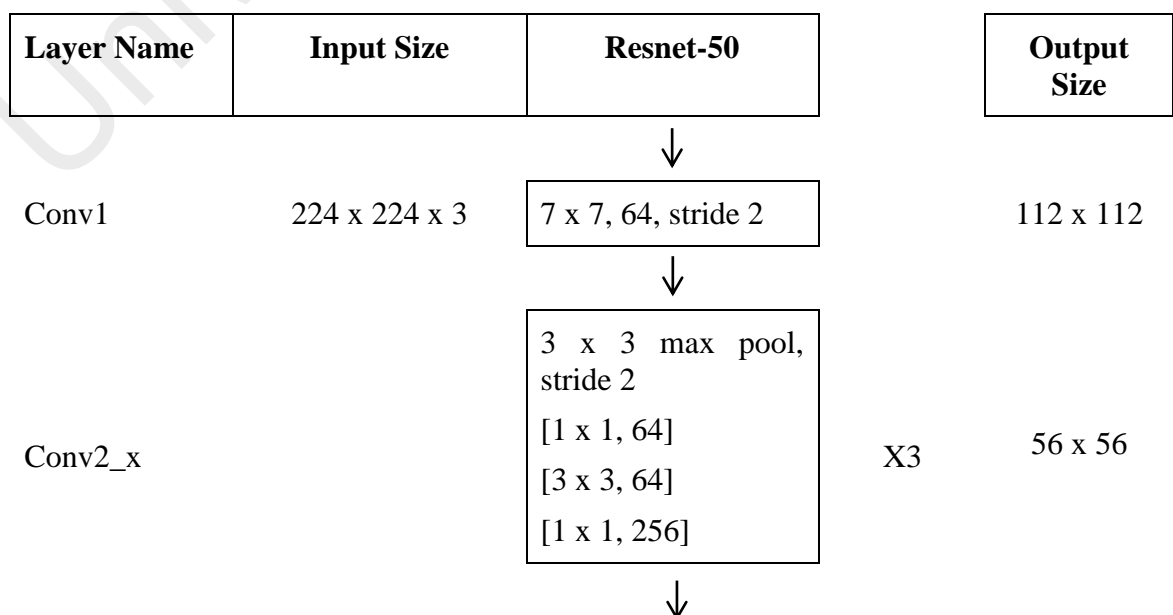 Layer Name Input Size Resnet-50 Output Size
Conv1 224 x 224 x 3 7 x 7, 64, stride 2 112 x 112
3 x 3 max pool,
stride 2
[1 x 1, 64]
Conv2_x X3 56 x 56
[3 x 3, 64]
[1 x 1, 256]